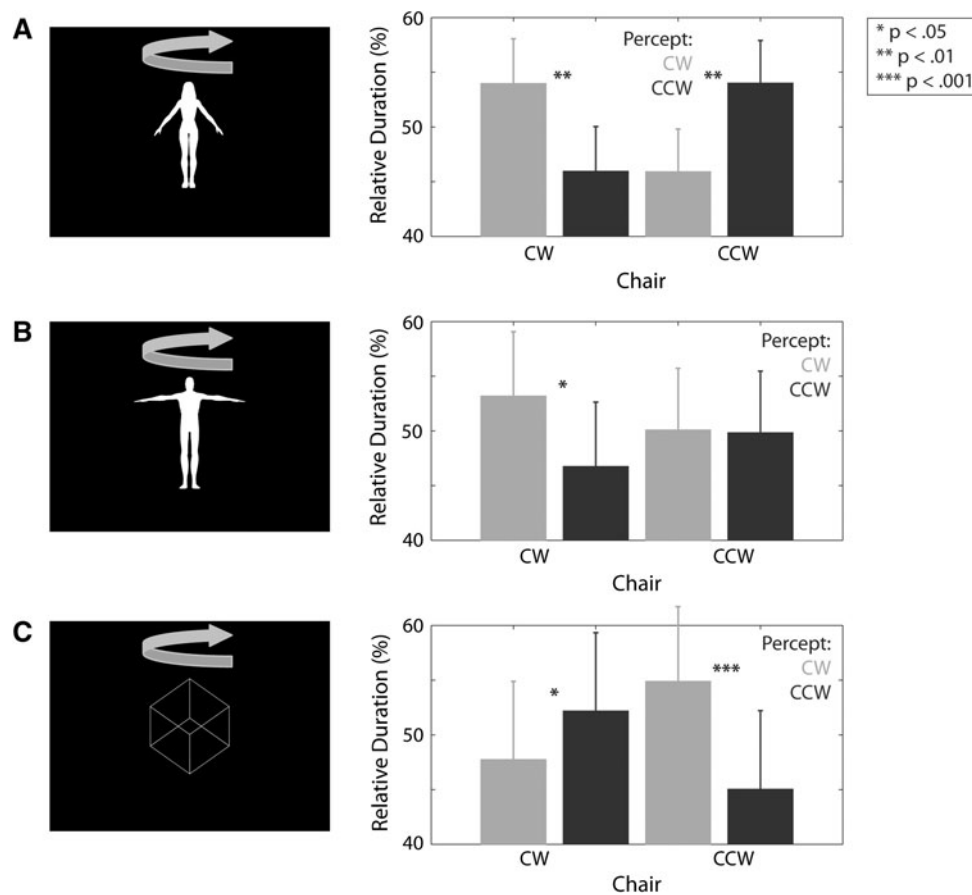 A
Relative Duration (%)
60
50
40
Percept:
CW
CCW
**
**
CW
CCW
Chair
* p < .05
** p < .01
*** p < .001
B
Relative Duration (%)
60
50
40
Percept:
CW
CCW
*
CW
CCW
Chair
C
Relative Duration (%)
60
50
40
Percept:
CW
CCW
*
***
CW
CCW
Chair